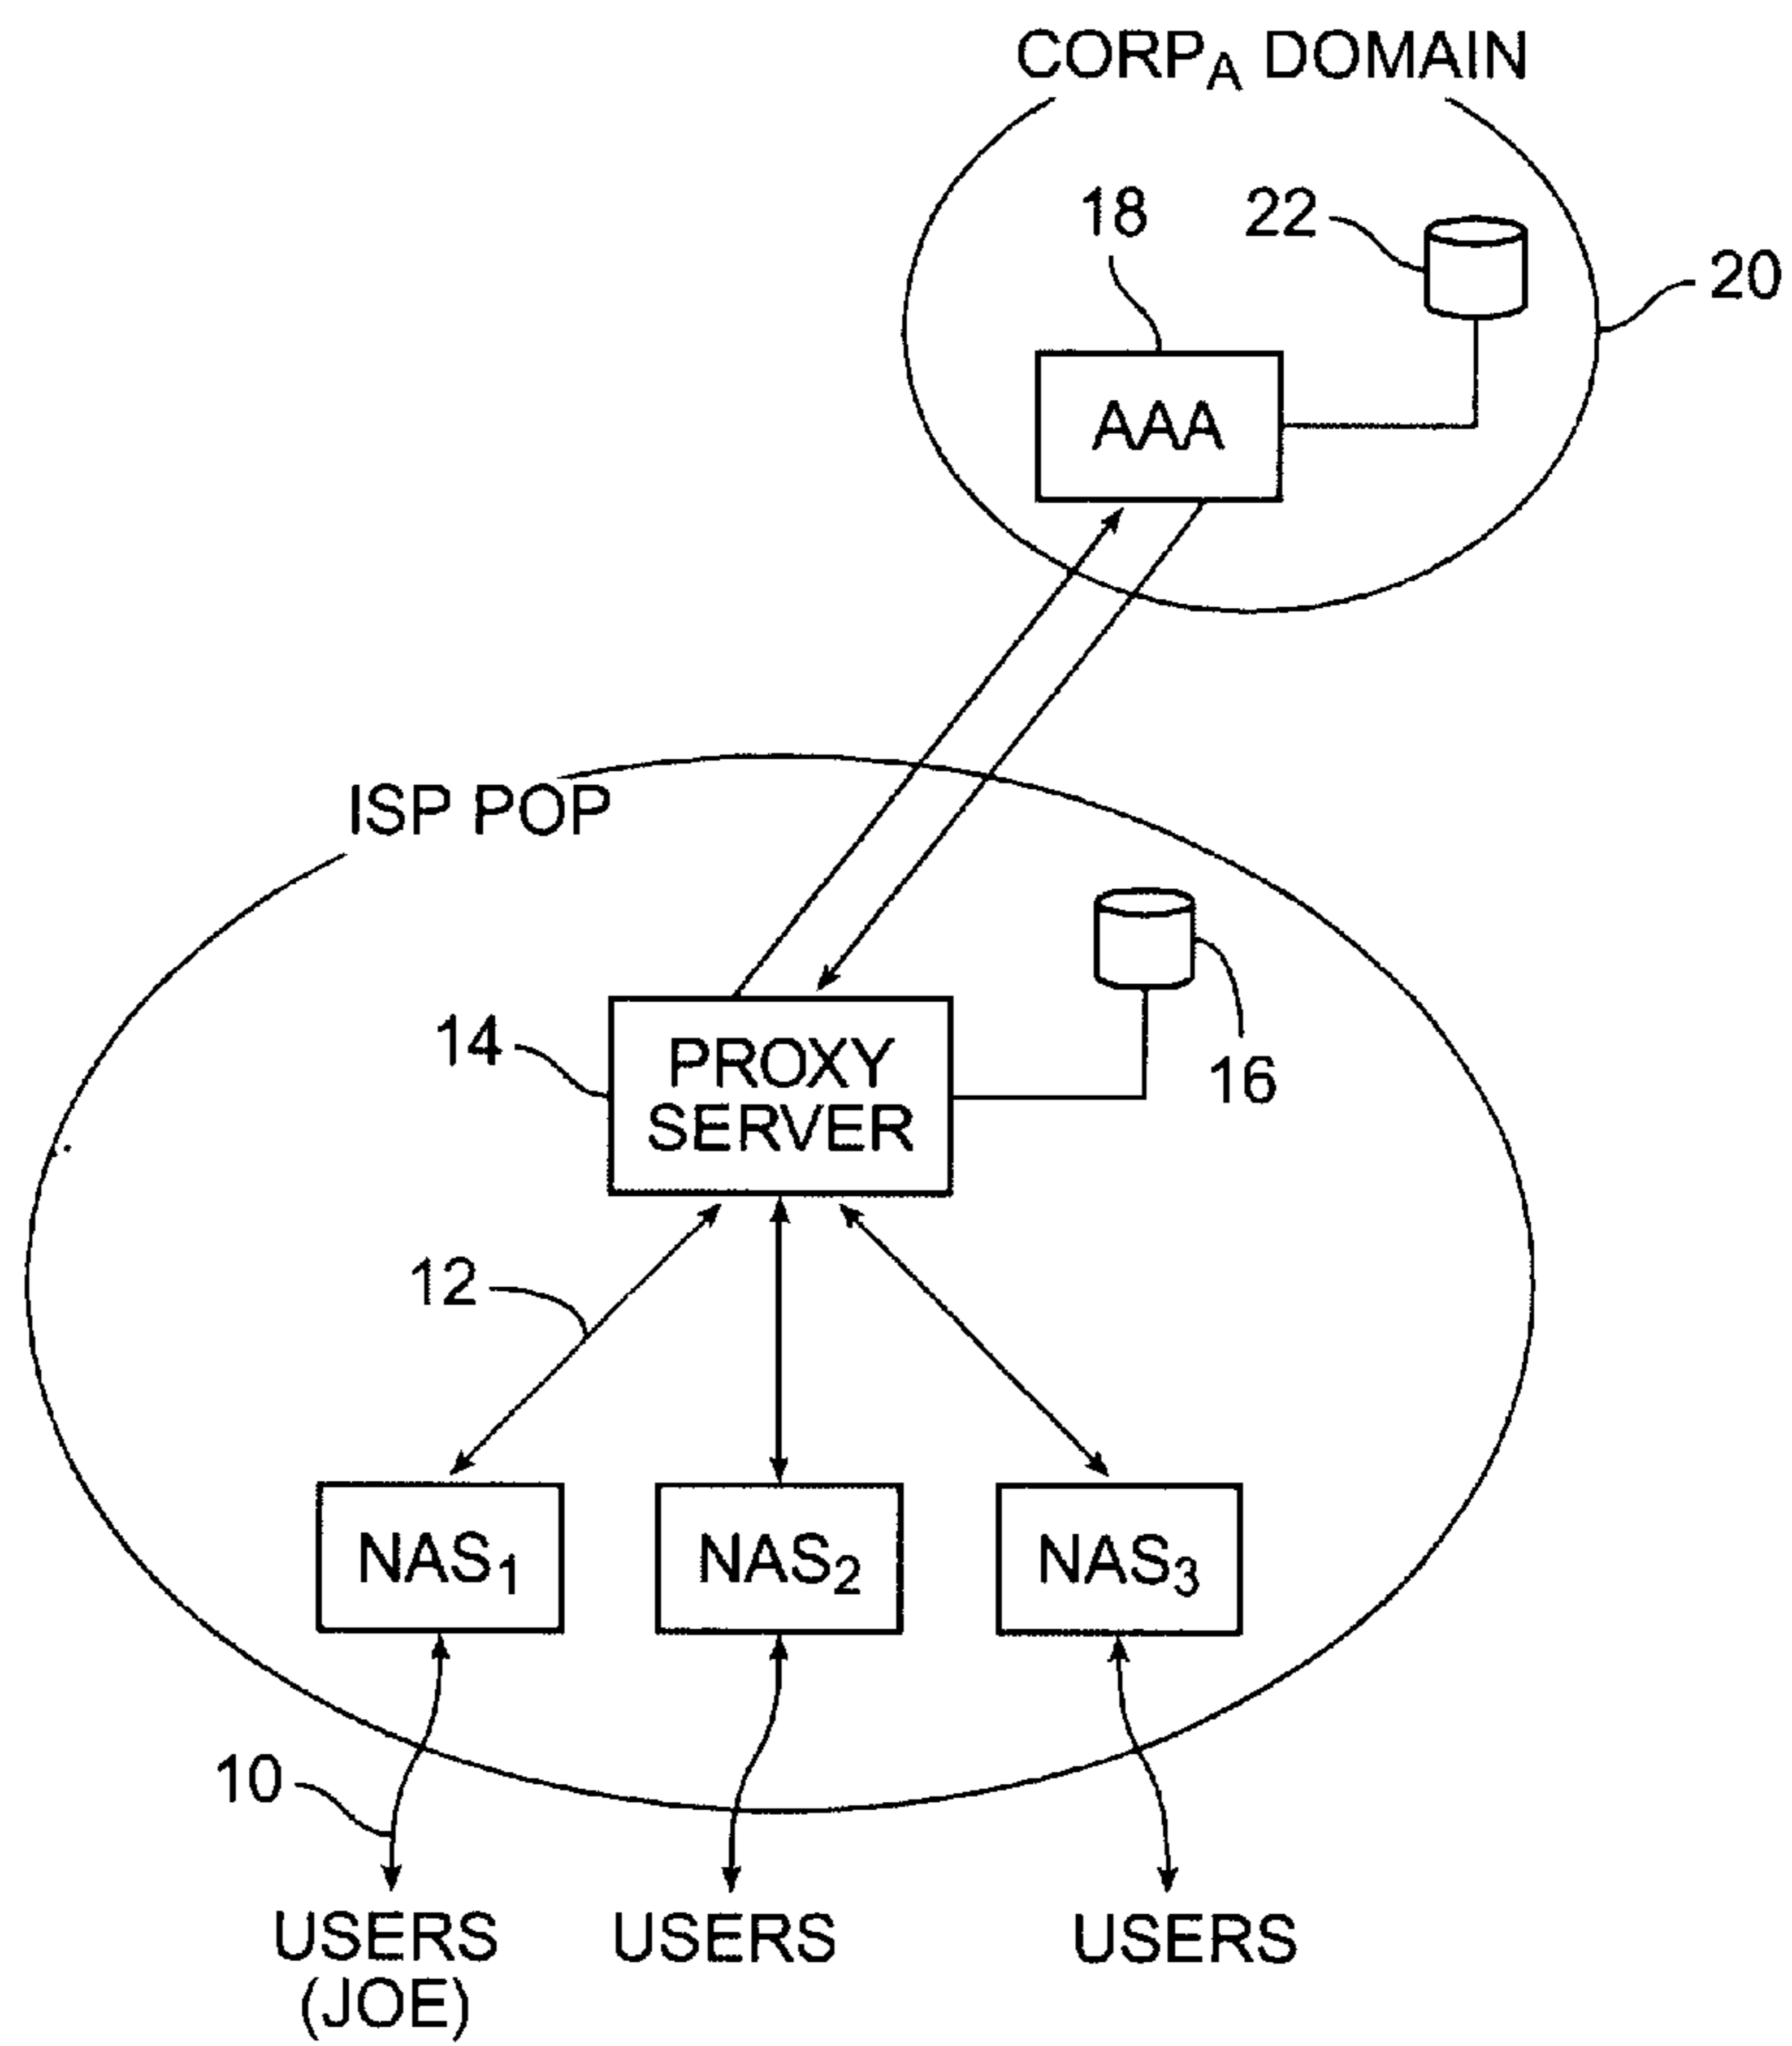 CORPA DOMAIN
18
22
20
AAA
ISP POP
14
PROXY
SERVER
16
12
NAS1
NAS2
NAS3
10
USERS
(JOE)
USERS
USERS